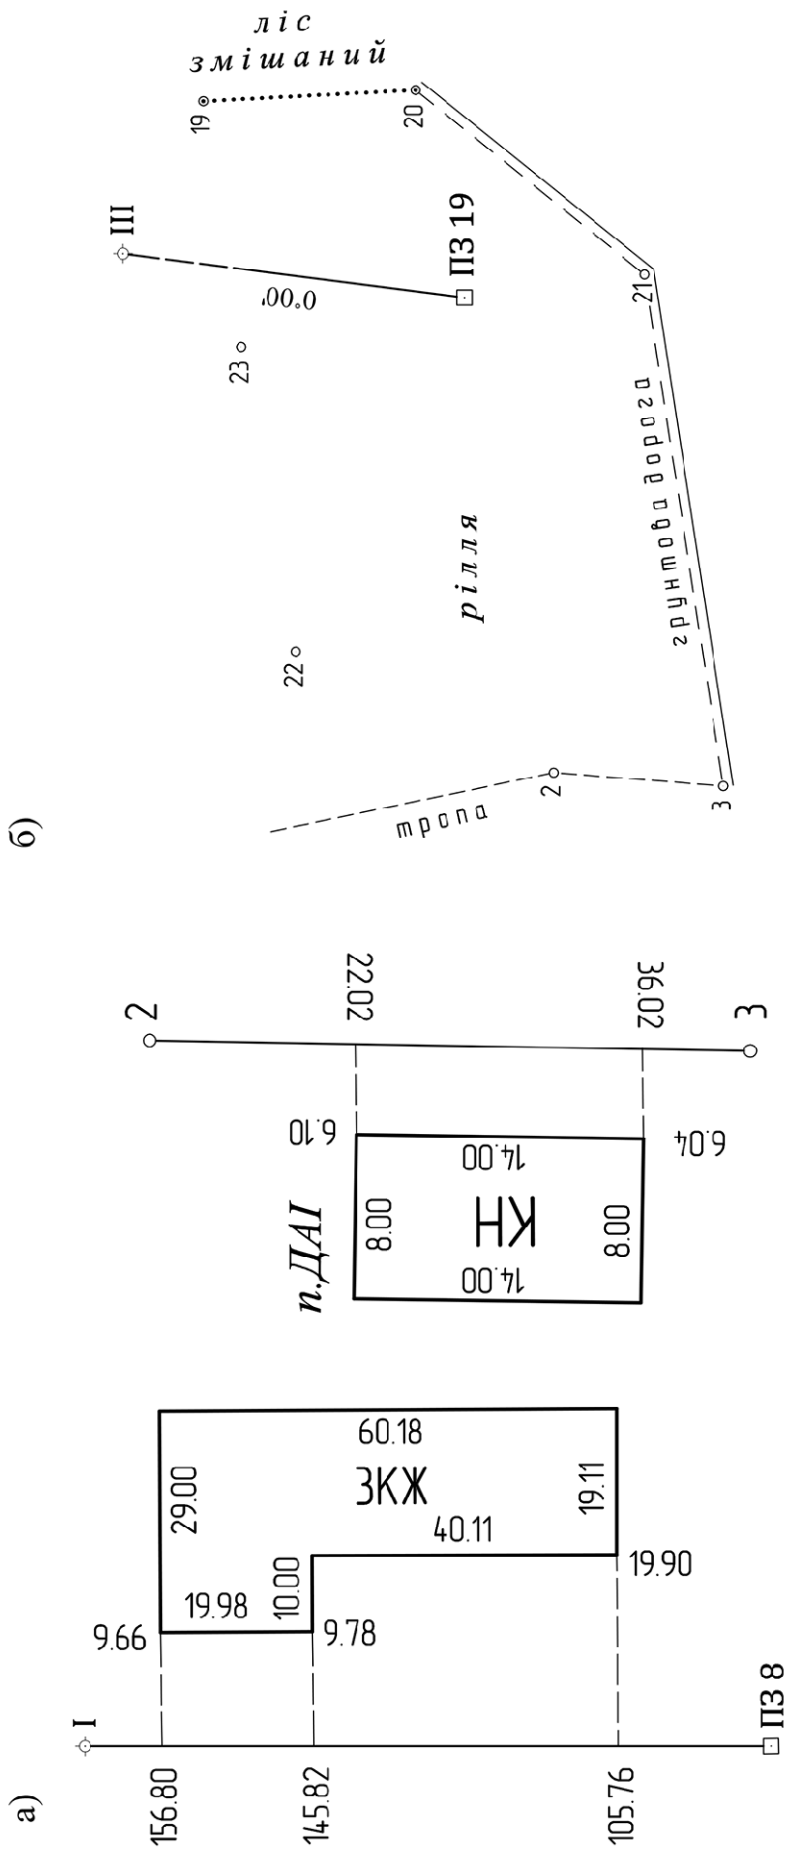 а)
I
156.80
145.82
105.76
ПЗ 8
9.66
9.78
19.90
19.98
10.00
29.00
40.11
60.18
19.11
3КЖ
п.ДАІ
6.10
6.04
8.00
14.00
КН
14.00
8.00
2
22.02
36.02
3
б)
тропа
2
3
22
рілля
грунтова дорога
23
0°00'
III
ПЗ 19
21
19
20
ліс
змішаний